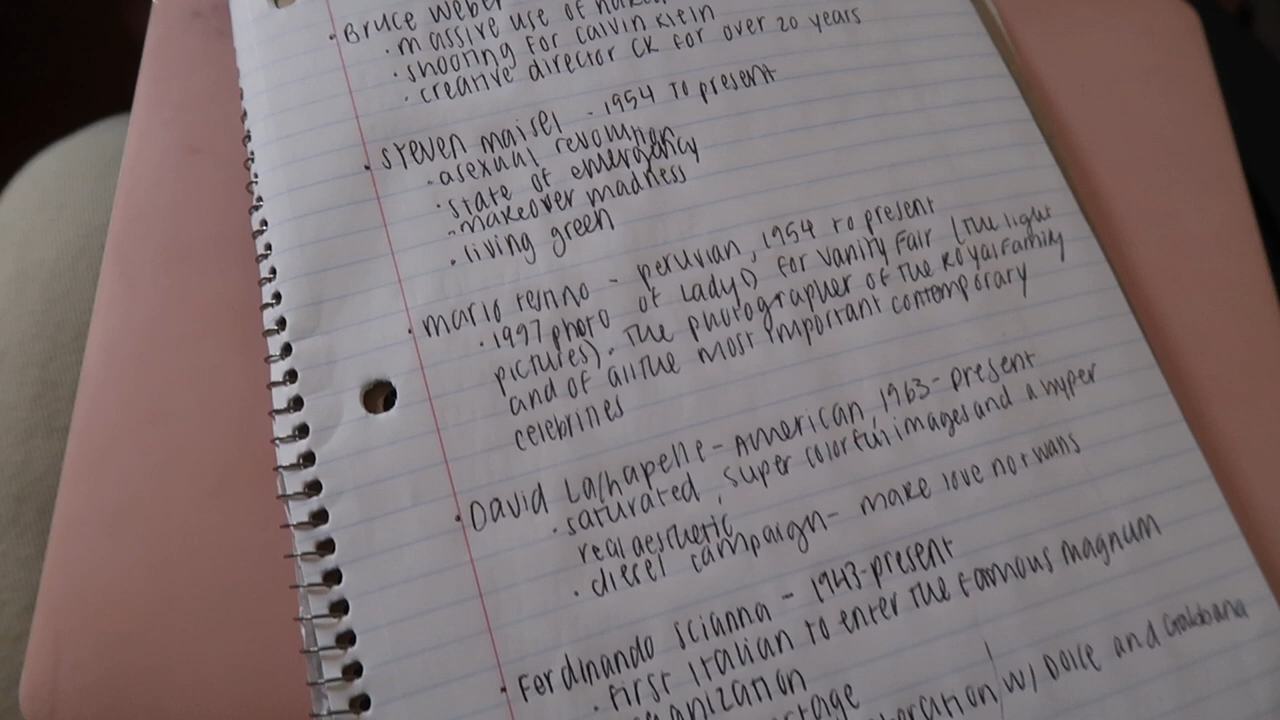 • Bruce Weber
• massive use of
• shooting for Calvin Klein
• creative director CK for over 20 years
• Steven Maisel - 1954 to present
• asexual revolution
• state of emergency
• makeover madness
• living green
• mario testino - peruvian, 1954 to present
• 1997 photo of Lady D for Vanity Fair (the light
pictures). The photographer of the Royal Family
and of all the most important contemporary
celebrities
• David Lachapelle - American, 1963-present
• saturated, super colorful images and a hyper
real aesthetic
• diesel campaign - make love not wars
• Ferdinando Scianna - 1943-present
• first Italian to enter the famous magnum
w/ Dolce and Gabbana